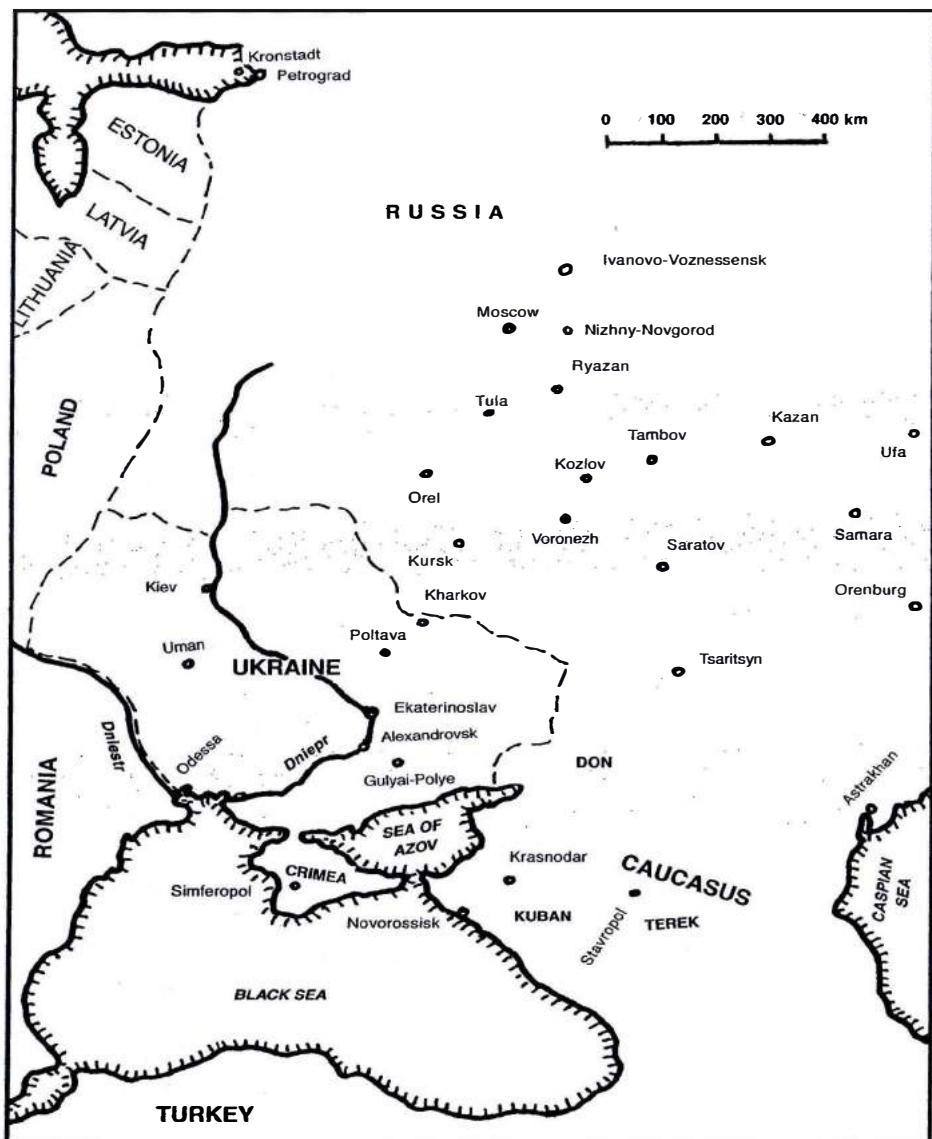 Kronstadt
Petrograd
ESTONIA
0 100 200 300 400 km
LATVIA
RUSSIA
LITHUANIA
Ivanovo-Voznessensk
Moscow
Nizhny-Novgorod
Ryazan
Tula
POLAND
Kazan
Tambov
Ufa
Kozlov
Orel
Voronezh
Samara
Saratov
Kursk
Kiev
Kharkov
Orenburg
Poltava
Uman
UKRAINE
Tsaritsyn
Ekaterinoslav
Dniestr
Alexandrovsk
Dniepr
Odessa
DON
Gulyai-Polye
Astrakhan
ROMANIA
SEA OF
AZOV
Krasnodar
CAUCASUS
CRIMEA
Simferopol
CASPIAN
SEA
KUBAN
Novorossisk
TEREK
Stavropol
BLACK SEA
TURKEY